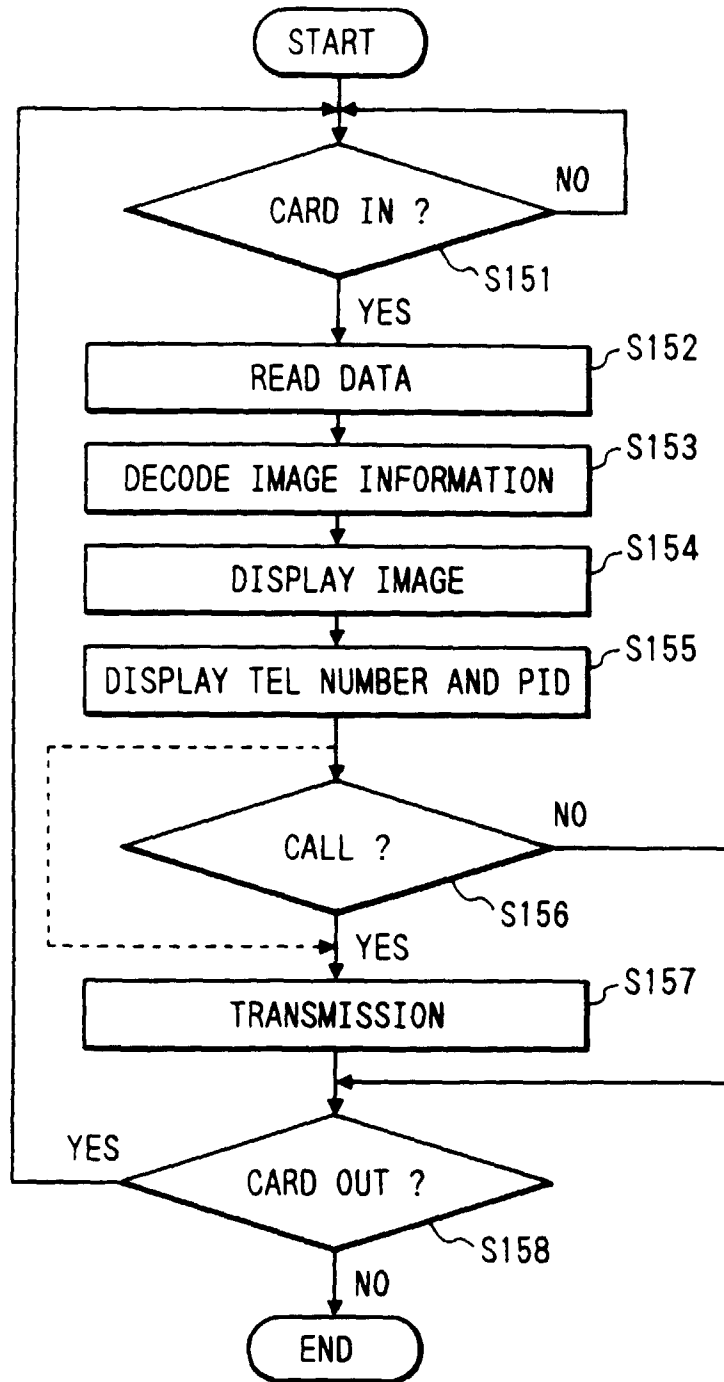 START
CARD IN ?
NO
S151
YES
S152
READ DATA
S153
DECODE IMAGE INFORMATION
S154
DISPLAY IMAGE
S155
DISPLAY TEL NUMBER AND PID
NO
CALL ?
S156
YES
S157
TRANSMISSION
YES
CARD OUT ?
S158
NO
END